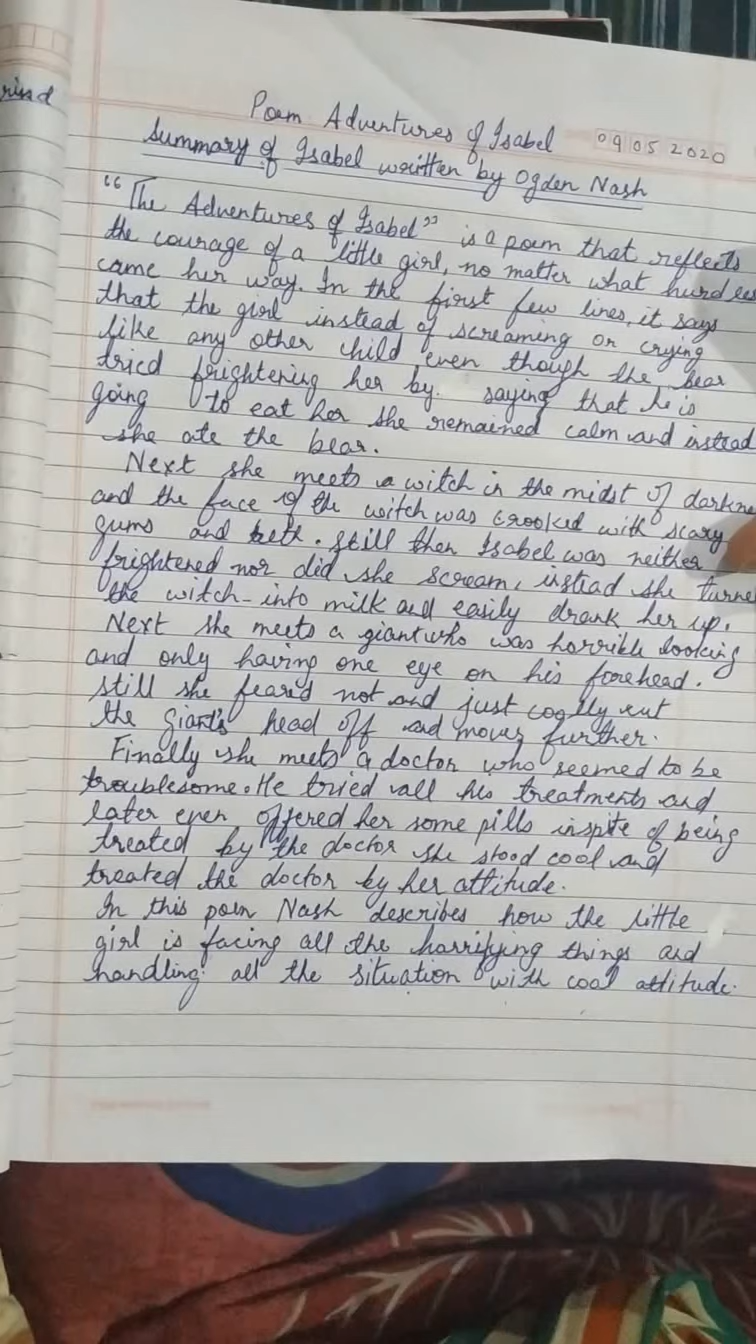 rind
Poem Adventures of Isabel
09 05 2020
Summary of Isabel written by Ogden Nash
"The Adventures of Isabel" is a poem that reflects
the courage of a little girl, no matter what
came her way. In the first few lines, it says
that the girl instead of screaming or crying
like any other child even though the bear
tried frightening her by saying that he is
going to eat her she remained calm and instead
she ate the bear.
Next she meets a witch in the midst of
and the face of the witch was crooked with scary
gums and teeth. Still then Isabel was neither
frightened nor did she scream, instead she
the witch into milk and easily drank her up.
Next she meets a giant who was horrible looking
and only having one eye on his forehead.
Still she feared not and just coolly cut
the giant's head off and moves further.
Finally she meets a doctor who seemed to be
troublesome. He tried all his treatments and
later even offered her some pills inspite of being
treated by the doctor she stood cool and
treated the doctor by her attitude.
In this poem Nash describes how the little
girl is facing all the horrifying things and
handling all the situation with cool attitude.